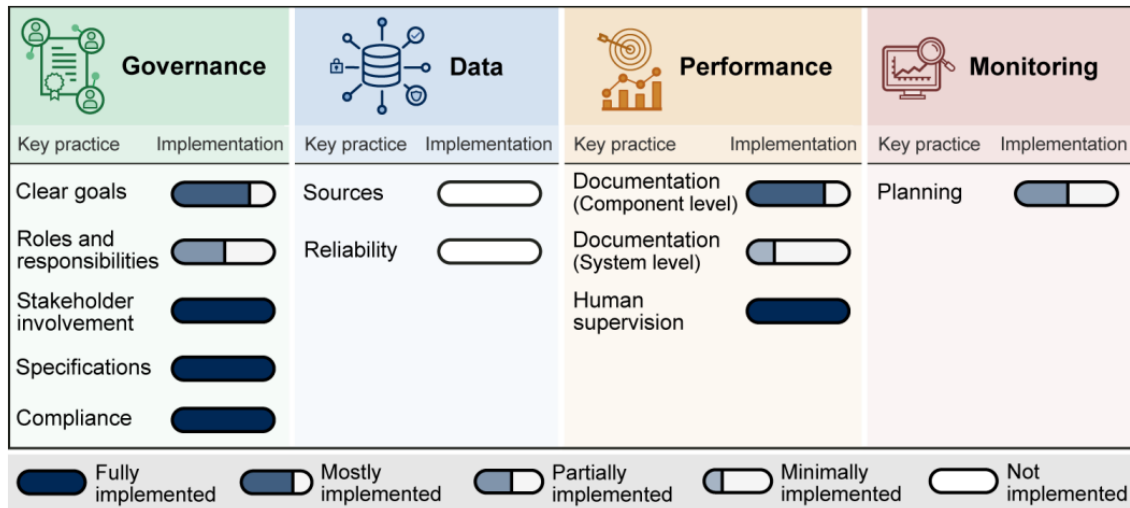 Governance
Key practice Implementation
Clear goals
Roles and
responsibilities
Stakeholder
involvement
Specifications
Compliance
Data
Key practice Implementation
Sources
Reliability
Performance
Key practice Implementation
Documentation
(Component level)
Documentation
(System level)
Human
supervision
Monitoring
Key practice Implementation
Planning
Fully
implemented
Mostly
implemented
Partially
implemented
Minimally
implemented
Not
implemented